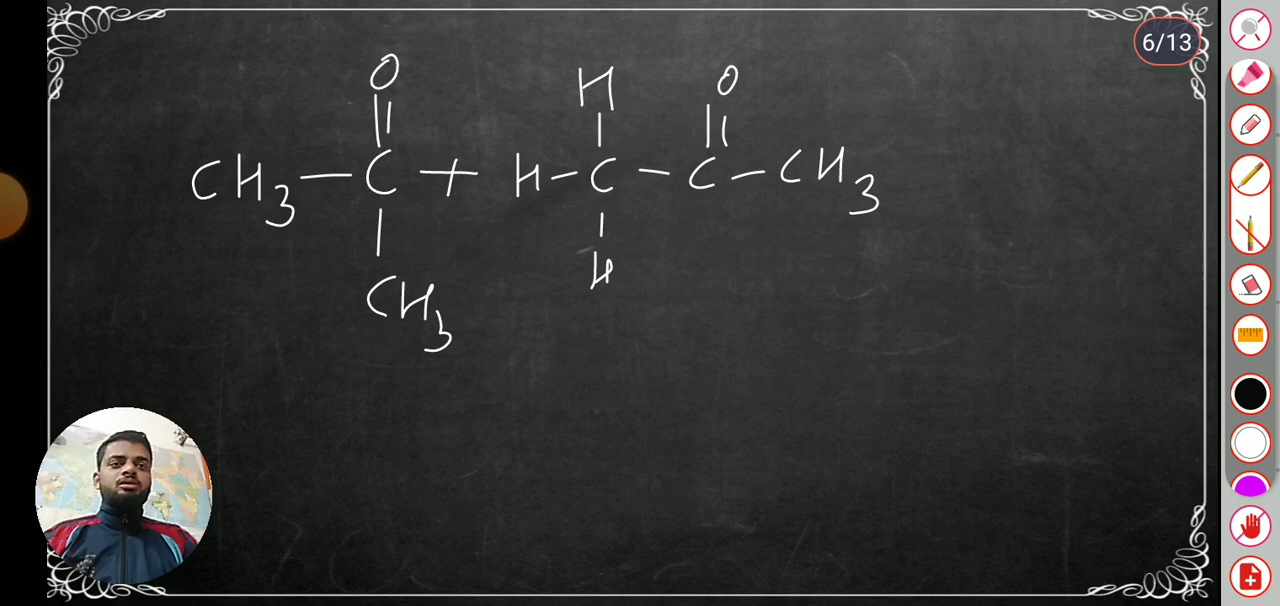 6/13
O H O
|| | ||
CH3—C + H—C—C—CH3
| |
CH3 H